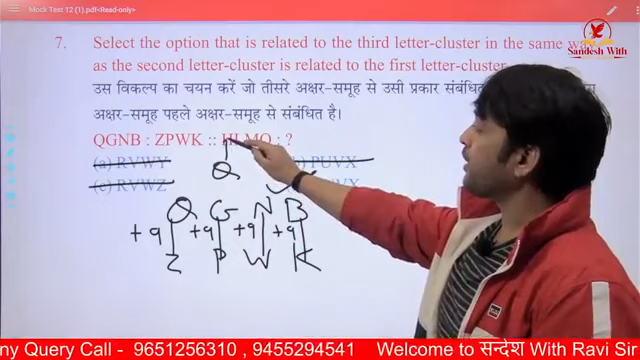 Mock Test 12 (1).pdf<Read-only>
Sandesh With
7. Select the option that is related to the third letter-cluster in the same
as the second letter-cluster is related to the first letter-cluster.
उस विकल्प का चयन करें जो तीसरे अक्षर-समूह से उसी प्रकार संबंधित
अक्षर-समूह पहले अक्षर-समूह से संबंधित है।
QGNB : ZPWK :: HLMO : ?
(a) RVWY PUVX
Q
(c) RVWZ VX
Q G N B
+9 +9 +9 +9
Z P W K
ny Query Call - 9651256310 , 9455294541 Welcome to सन्देश With Ravi Sir